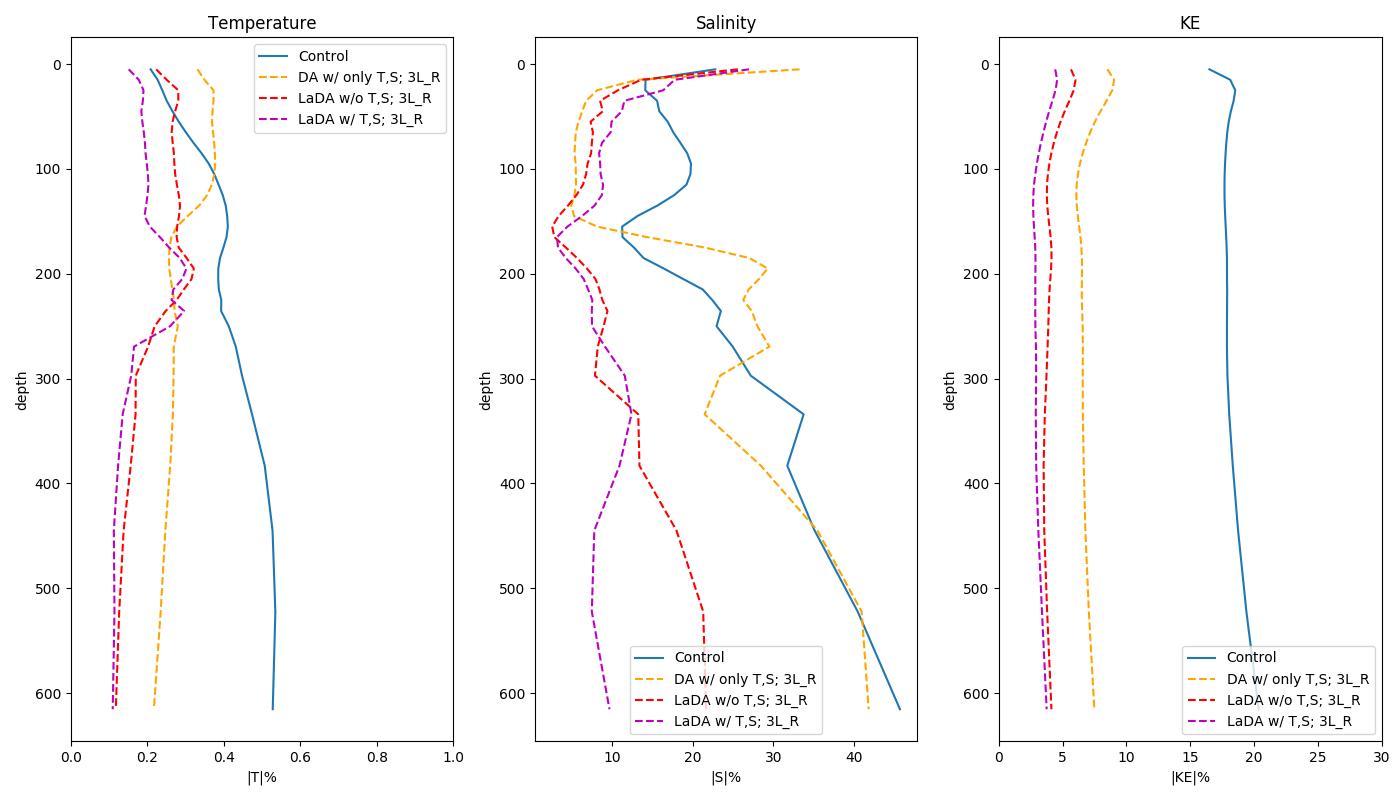 Temperature
0
100
200
300
400
500
600
depth
0.0 0.2 0.4 0.6 0.8 1.0
|T|%
Control
DA w/ only T,S; 3L_R
LaDA w/o T,S; 3L_R
LaDA w/ T,S; 3L_R
Salinity
0
100
200
300
400
500
600
depth
10 20 30 40
|S|%
Control
DA w/ only T,S; 3L_R
LaDA w/o T,S; 3L_R
LaDA w/ T,S; 3L_R
KE
0
100
200
300
400
500
600
depth
0 5 10 15 20 25 30
|KE|%
Control
DA w/ only T,S; 3L_R
LaDA w/o T,S; 3L_R
LaDA w/ T,S; 3L_R